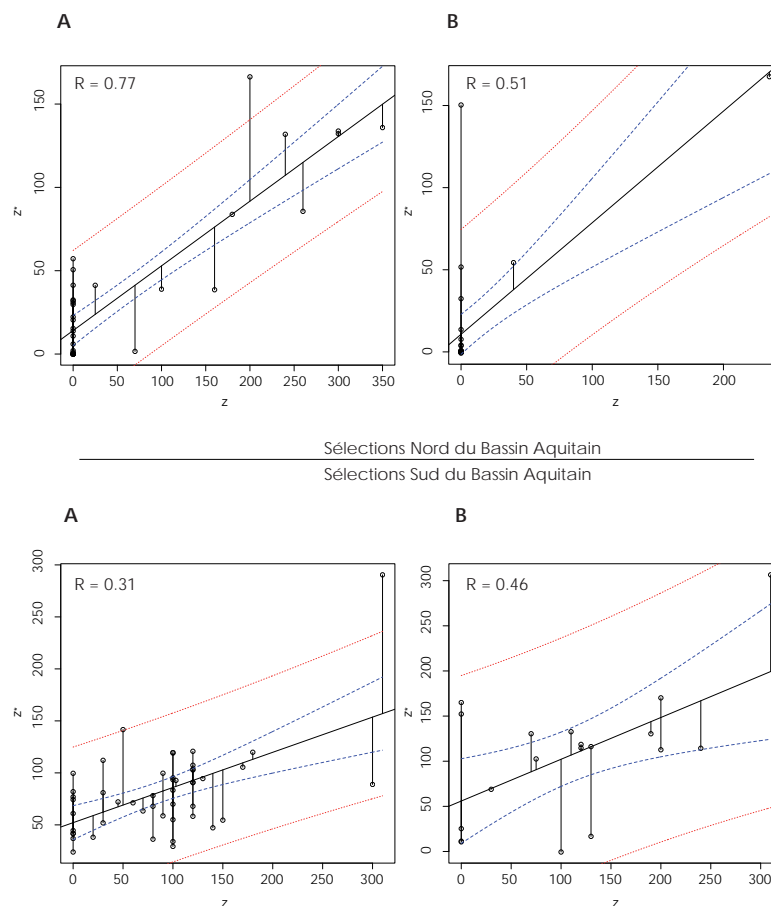 A
B
R = 0.77
R = 0.51
z*
0 50 100 150
0 50 100 150 200 250 300 350
z
z*
0 50 100 150
0 50 100 150 200
z
Sélections Nord du Bassin Aquitain
Sélections Sud du Bassin Aquitain
A
B
R = 0.31
R = 0.46
z*
50 100 150 200 250 300
0 50 100 150 200 250 300
z
z*
0 50 100 150 200 250 300
0 50 100 150 200 250 300
z